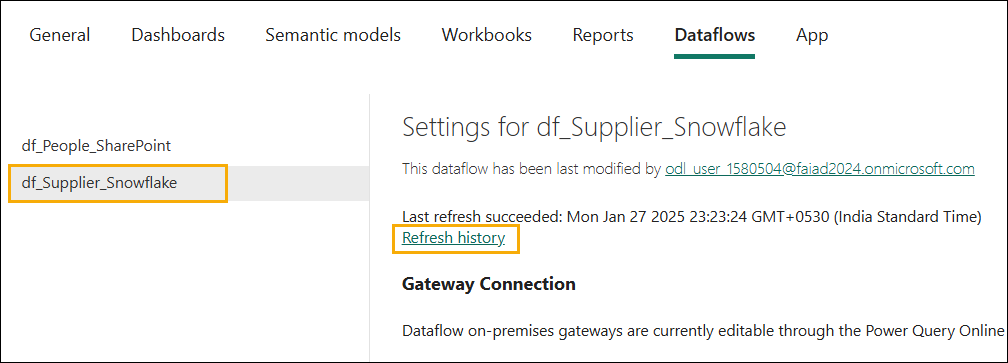 General Dashboards Semantic models Workbooks Reports Dataflows App
df_People_SharePoint
df_Supplier_Snowflake
Settings for df_Supplier_Snowflake
This dataflow has been last modified by odl_user_1580504@faiad2024.onmicrosoft.com
Last refresh succeeded: Mon Jan 27 2025 23:23:24 GMT+0530 (India Standard Time)
Refresh history
Gateway Connection
Dataflow on-premises gateways are currently editable through the Power Query Online